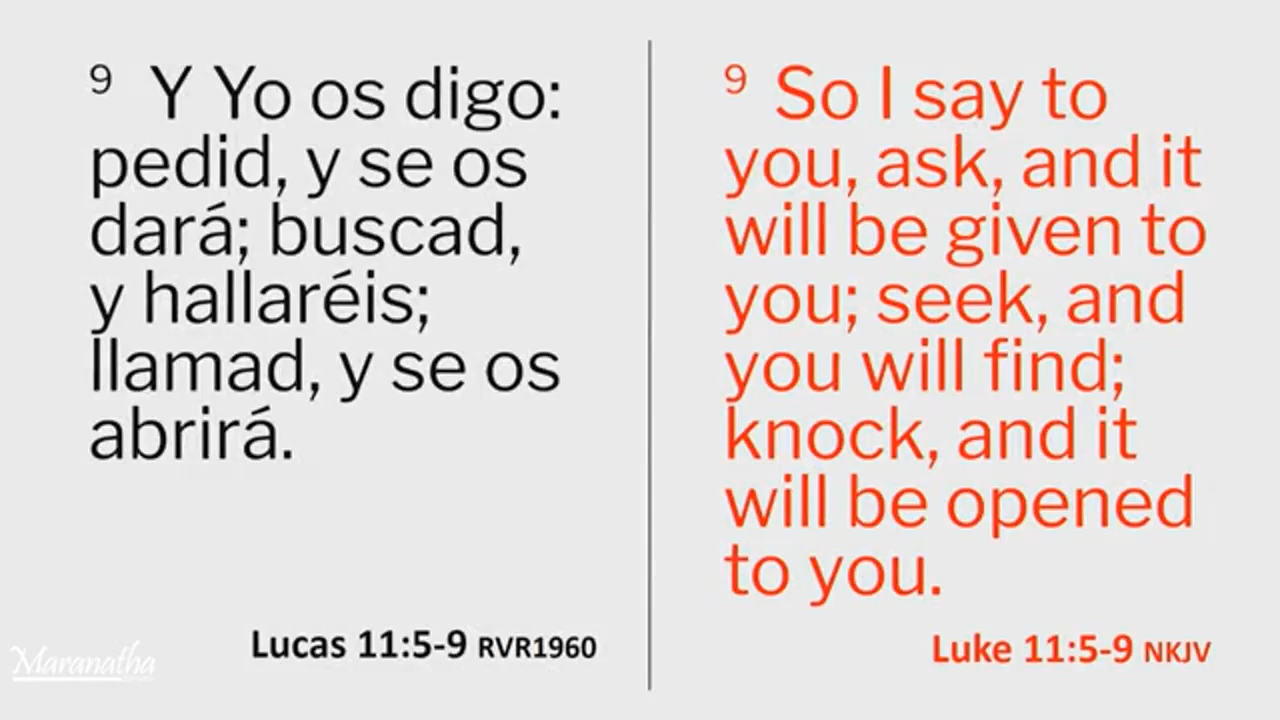 9 Y Yo os digo:
pedid, y se os
dará; buscad,
y hallaréis;
llamad, y se os
abrirá.
Lucas 11:5-9 RVR1960
9 So I say to
you, ask, and it
will be given to
you; seek, and
you will find;
knock, and it
will be opened
to you.
Luke 11:5-9 NKJV
Maranatha